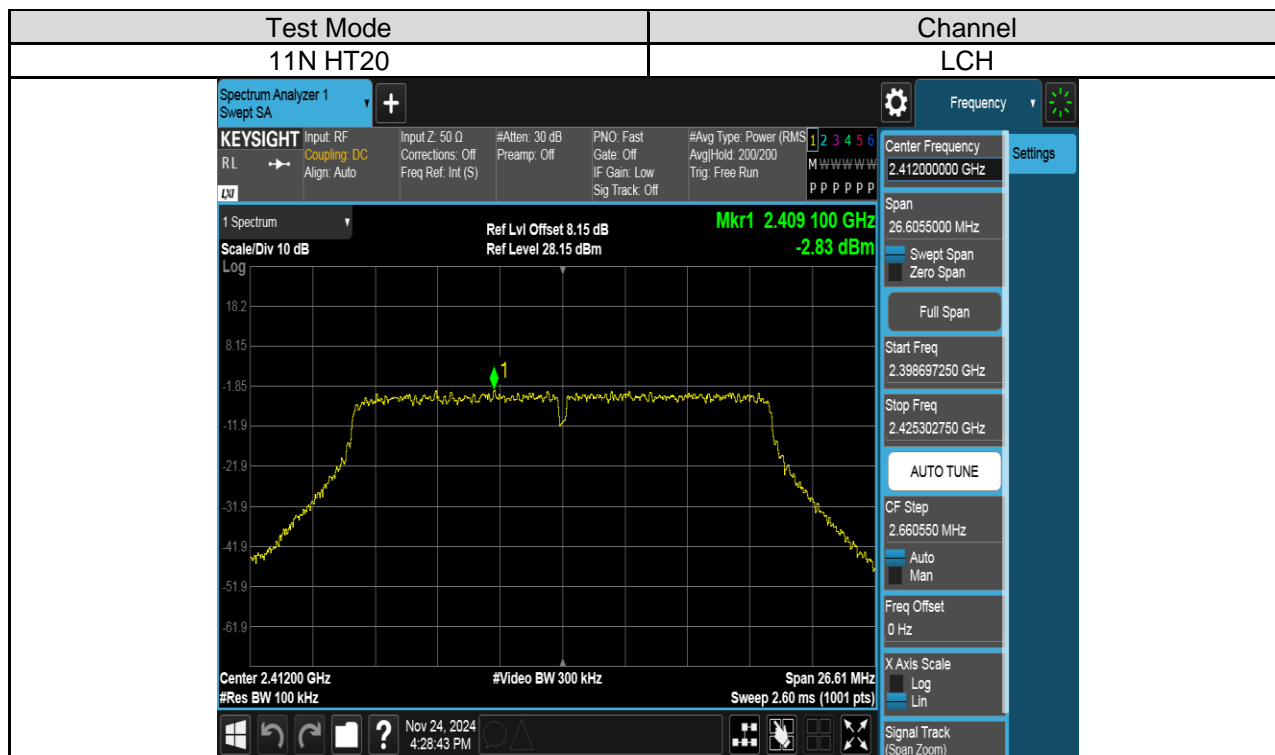 Test Mode Channel
11N HT20 LCH
Spectrum Analyzer 1
Swept SA
+
Frequency
KEYSIGHT Input: RF Input Z: 50 Ω #Atten: 30 dB PNO: Fast #Avg Type: Power (RMS 1 2 3 4 5 6
RL Coupling: DC Corrections: Off Preamp: Off Gate: Off Avg|Hold: 200/200 M W W W W W
Align: Auto Freq Ref: Int (S) IF Gain: Low Trig: Free Run
LXI Sig Track: Off P P P P P P
1 Spectrum Ref Lvl Offset 8.15 dB Mkr1 2.409 100 GHz
Scale/Div 10 dB Ref Level 28.15 dBm -2.83 dBm
Log
18.2
8.15
1
-1.85
-11.9
-21.9
-31.9
-41.9
-51.9
-61.9
Center 2.41200 GHz #Video BW 300 kHz Span 26.61 MHz
#Res BW 100 kHz Sweep 2.60 ms (1001 pts)
Center Frequency
2.412000000 GHz
Settings
Span
26.6055000 MHz
Swept Span
Zero Span
Full Span
Start Freq
2.398697250 GHz
Stop Freq
2.425302750 GHz
AUTO TUNE
CF Step
2.660550 MHz
Auto
Man
Freq Offset
0 Hz
X Axis Scale
Log
Lin
Signal Track
(Span Zoom)
? Nov 24, 2024
4:28:43 PM